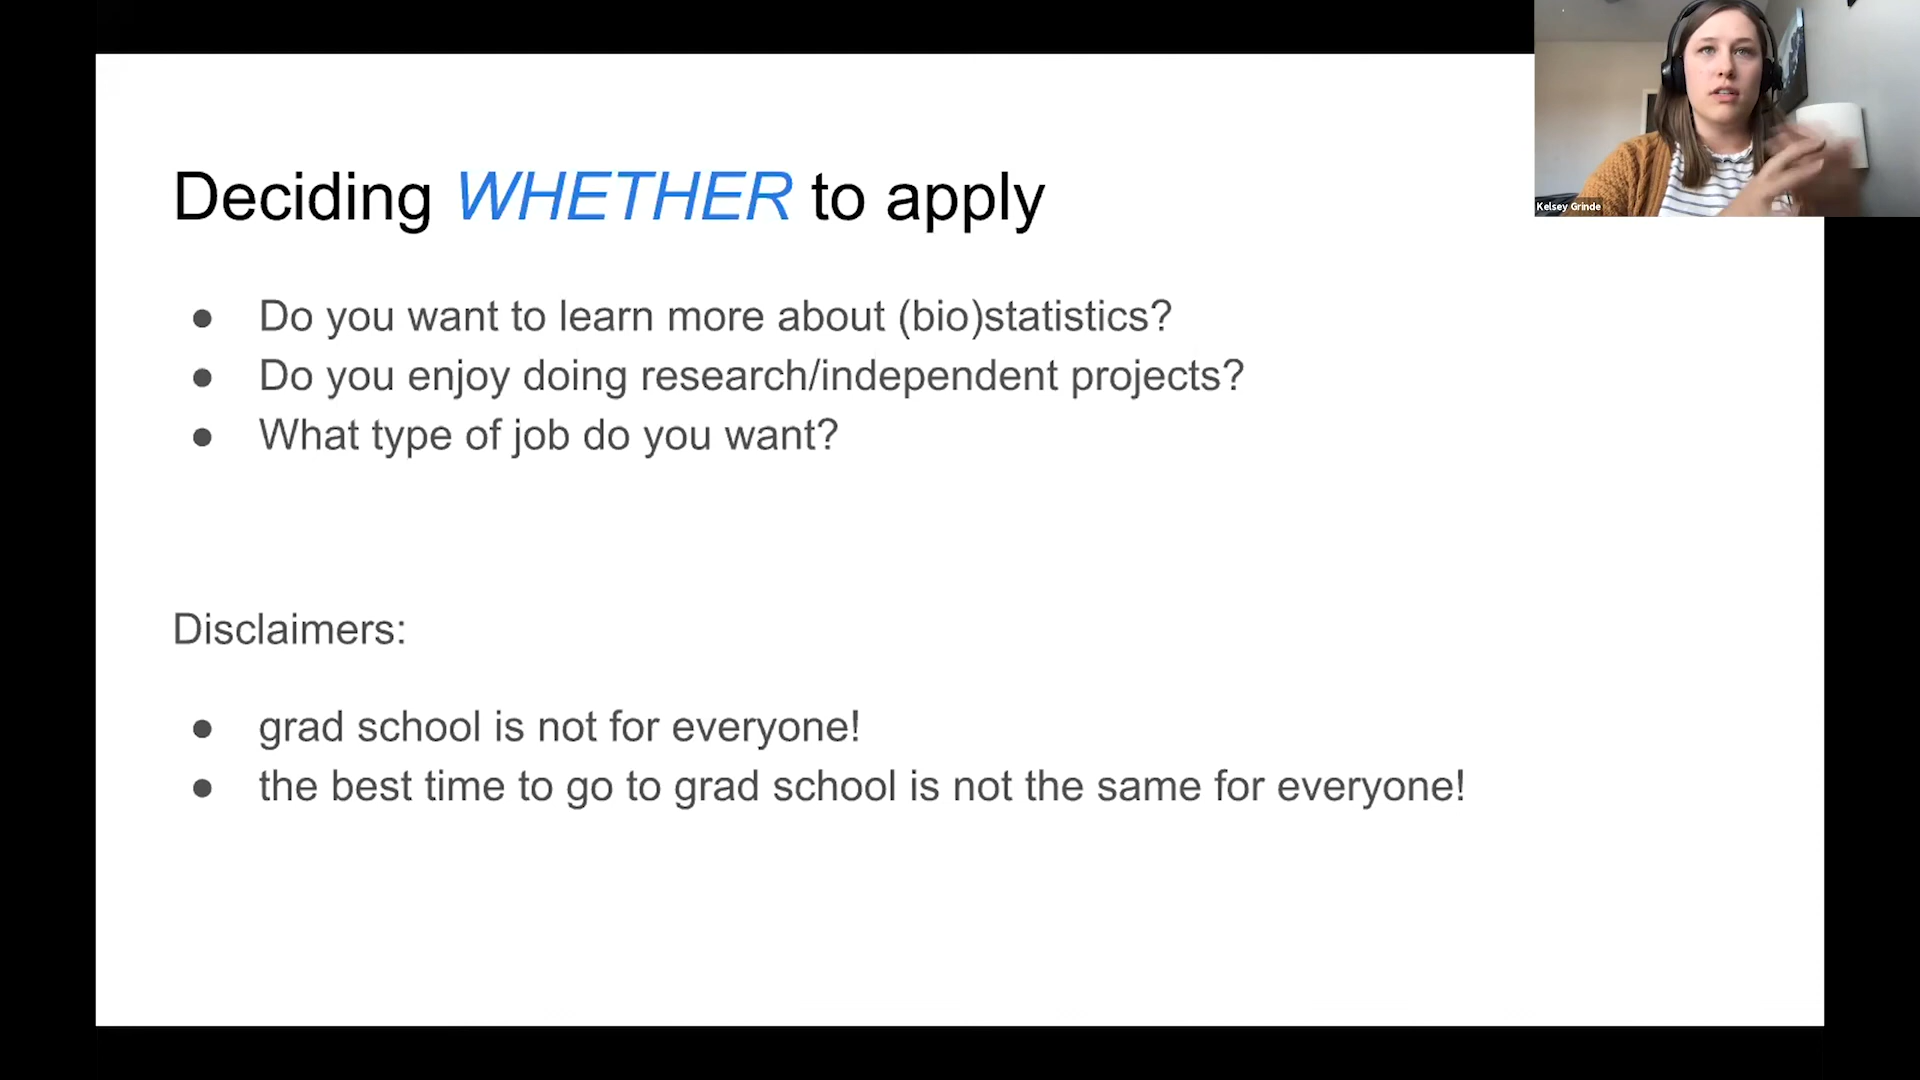 Deciding WHETHER to apply
● Do you want to learn more about (bio)statistics?
● Do you enjoy doing research/independent projects?
● What type of job do you want?
Disclaimers:
● grad school is not for everyone!
● the best time to go to grad school is not the same for everyone!
Kelsey Grinde